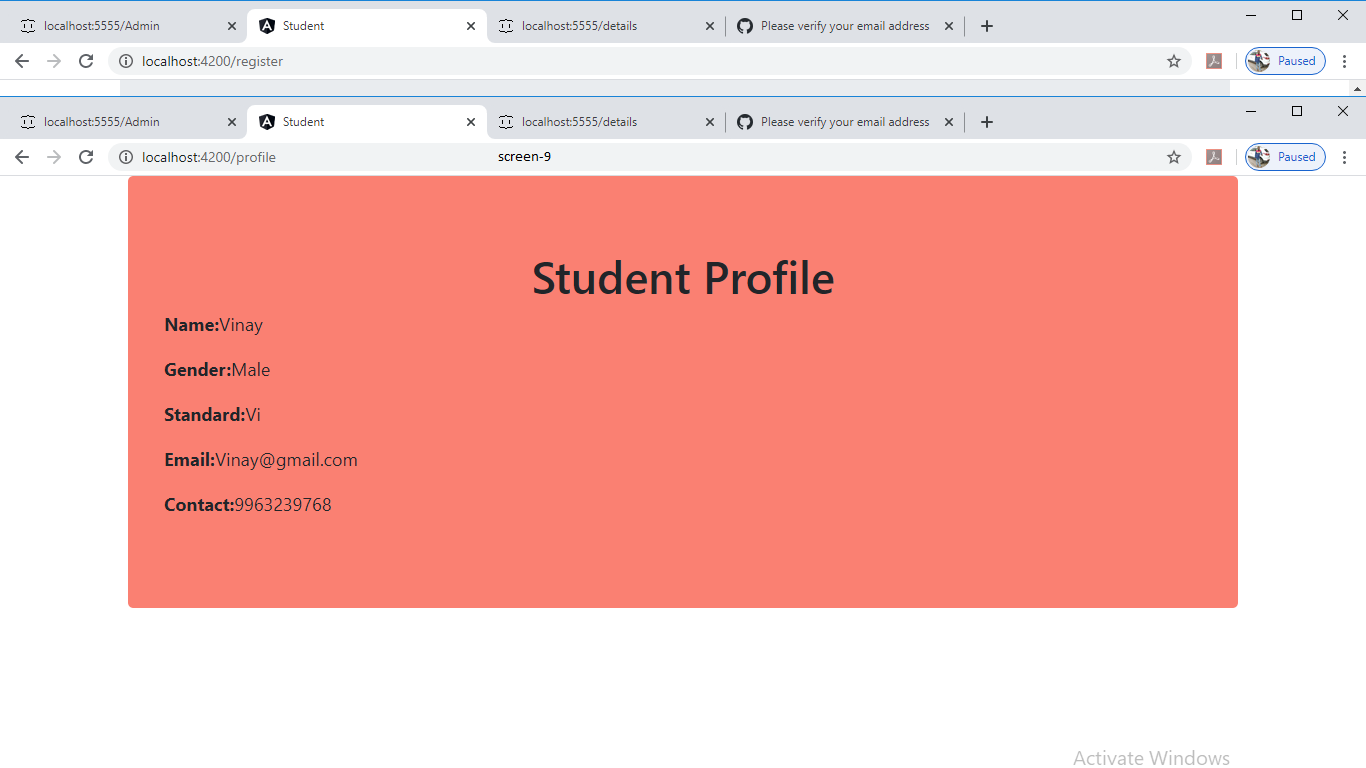 localhost:5555/Admin Student localhost:5555/details Please verify your email address
localhost:4200/register Paused
localhost:5555/Admin Student localhost:5555/details Please verify your email address
localhost:4200/profile screen-9 Paused
Student Profile
Name:Vinay
Gender:Male
Standard:Vi
Email:Vinay@gmail.com
Contact:9963239768
Activate Windows